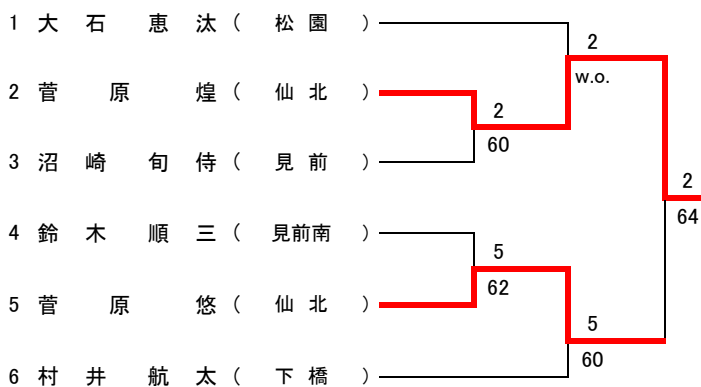 1 大石 恵汰 ( 松園 )
2
w.o.
2 菅原 煌 ( 仙北 )
2
60
3 沼崎 旬侍 ( 見前 )
2
64
4 鈴木 順三 ( 見前南 )
5
62
5 菅原 悠 ( 仙北 )
5
60
6 村井 航太 ( 下橋 )